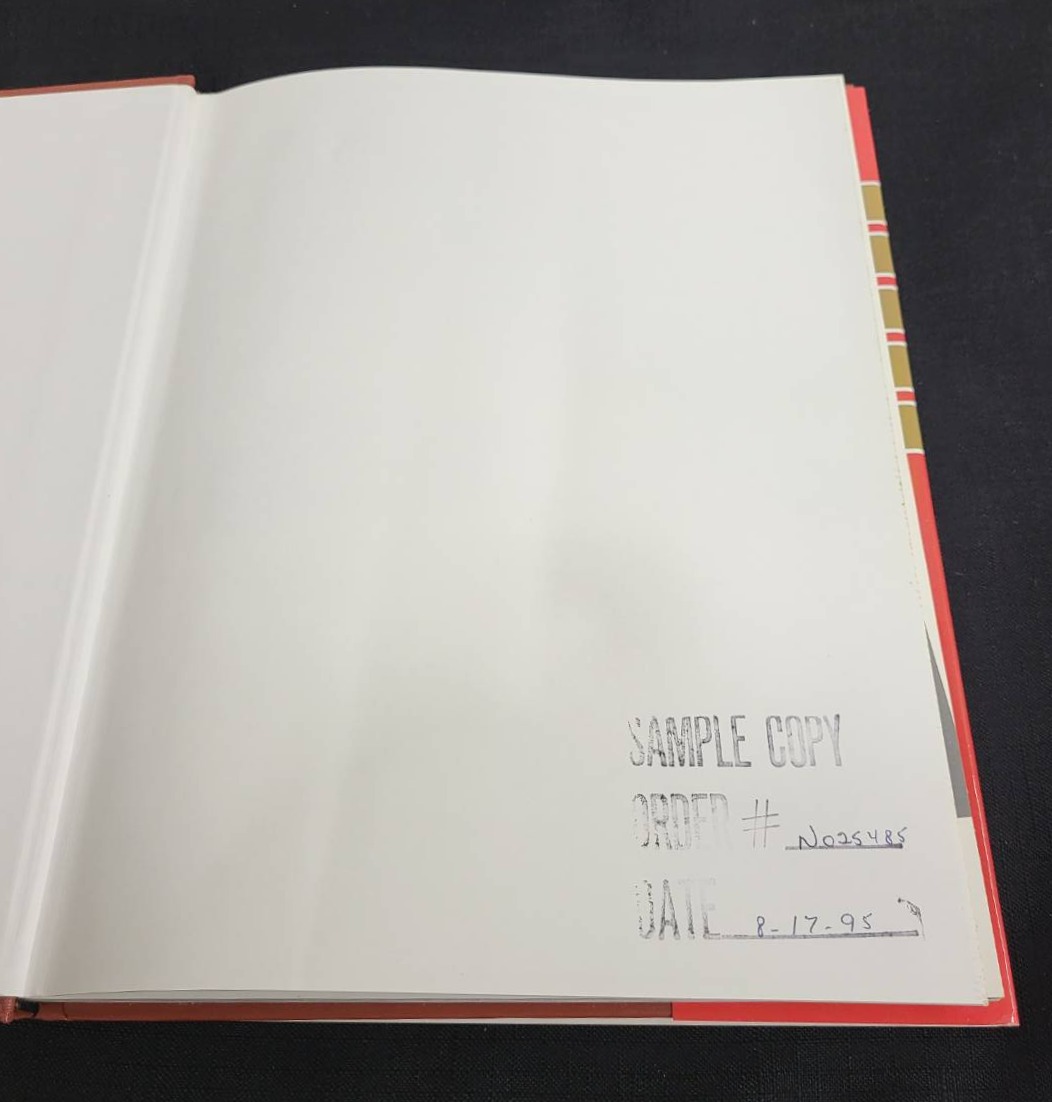 SAMPLE COPY
ORDER # N025485
DATE 8-17-95